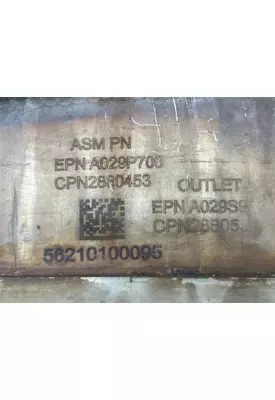 ASM PN
EPN A029P700
CPN2880453
OUTLET
EPN A029S9
CPN28805
56210100095